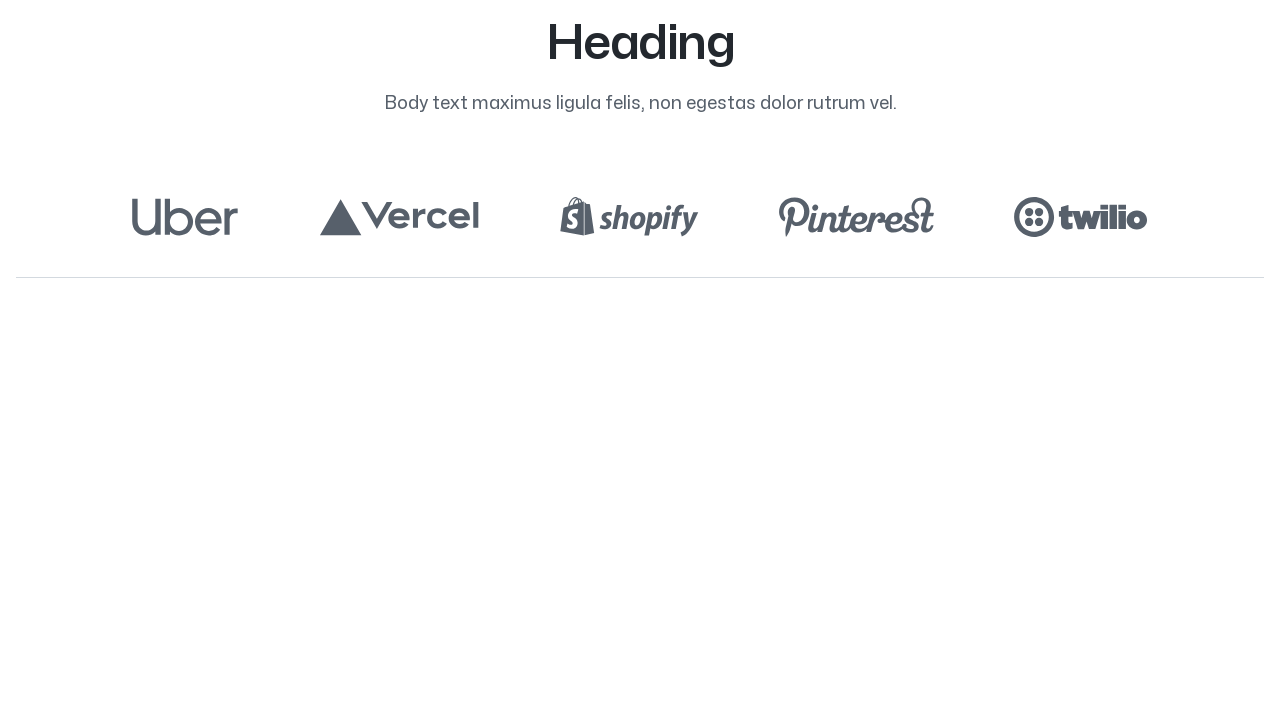 Heading
Body text maximus ligula felis, non egestas dolor rutrum vel.
Uber Vercel shopify Pinterest twilio